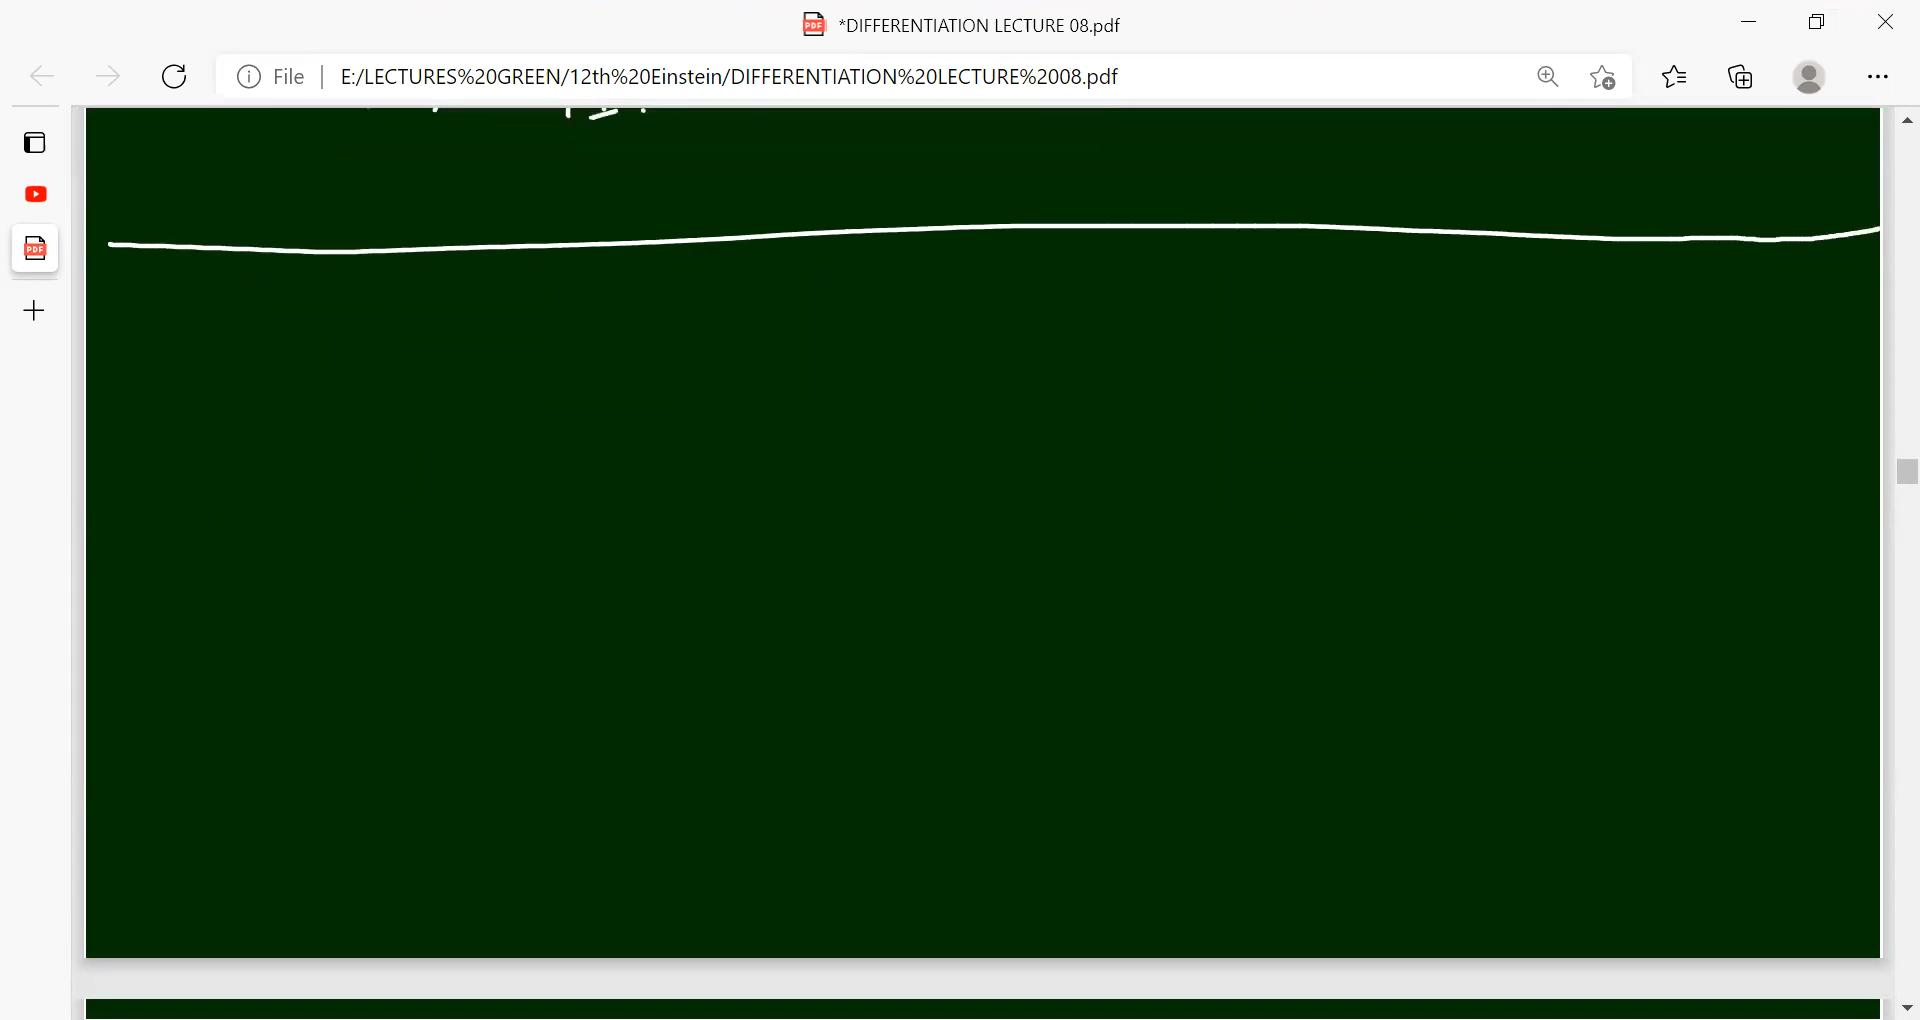 *DIFFERENTIATION LECTURE 08.pdf
File | E:/LECTURES%20GREEN/12th%20Einstein/DIFFERENTIATION%20LECTURE%2008.pdf